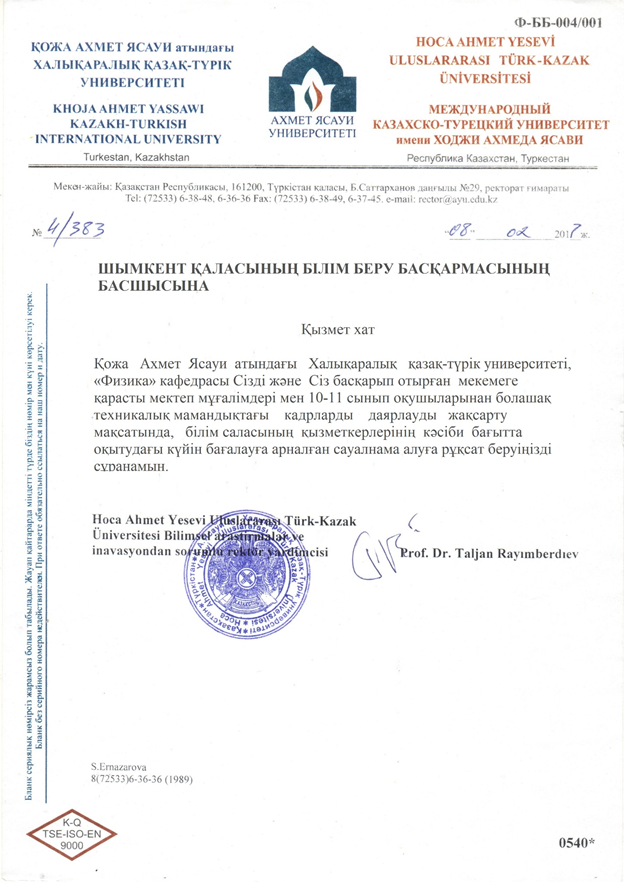 Ф-ББ-004/001
ҚОЖА АХМЕТ ЯСАУИ атындағы
ХАЛЫҚАРАЛЫҚ ҚАЗАҚ-ТҮРІК
УНИВЕРСИТЕТІ
KHOJA AHMET YASSAWI
KAZAKH-TURKISH
INTERNATIONAL UNIVERSITY
Turkestan, Kazakhstan
АХМЕТ ЯСАУИ
УНИВЕРСИТЕТІ
HOCA AHMET YESEVİ
ULUSLARARASI TÜRK-KAZAK
ÜNİVERSİTESİ
МЕЖДУНАРОДНЫЙ
КАЗАХСКО-ТУРЕЦКИЙ УНИВЕРСИТЕТ
имени ХОДЖИ АХМЕДА ЯСАВИ
Республика Казахстан, Туркестан
Мекен-жайы: Қазақстан Республикасы, 161200, Түркістан қаласы, Б.Саттарханов даңғылы №29, ректорат ғимараты
Tel: (72533) 6-38-48, 6-36-36 Fax: (72533) 6-38-49, 6-37-45. e-mail: rector@ayu.edu.kz
№ 4/383
"08" 02 2017 ж.
ШЫМКЕНТ ҚАЛАСЫНЫҢ БІЛІМ БЕРУ БАСҚАРМАСЫНЫҢ
БАСШЫСЫНА
Қызмет хат
Қожа Ахмет Ясауи атындағы Халықаралық қазақ-түрік университеті,
«Физика» кафедрасы Сізді және Сіз басқарып отырған мекемеге
қарасты мектеп мұғалімдері мен 10-11 сынып оқушыларынан болашақ
техникалық мамандықтағы кадрларды даярлауды жақсарту
мақсатында, білім саласының қызметкерлерінің кәсіби бағытта
оқытудағы күйін бағалауға арналған сауалнама алуға рұқсат беруіңізді
сұранамын.
Hoca Ahmet Yesevi Uluslararası Türk-Kazak
Üniversitesi Bilimsel araştırmalar ve
inavasyondan sorumlu rektör yardımcısi
Prof. Dr. Taljan Rayımberdıev
S.Ernazarova
8(72533)6-36-36 (1989)
Бланк сериялық нөмірсіз жарамсыз болып табылады. Жауап қайтарарда міндетті түрде біздің нөмір мен күні көрсетілуі керек.
Бланк без серийного номера недействителен. При ответе обязательно ссылаться на наш номер и дату.
K-Q
TSE-ISO-EN
9000
0540*